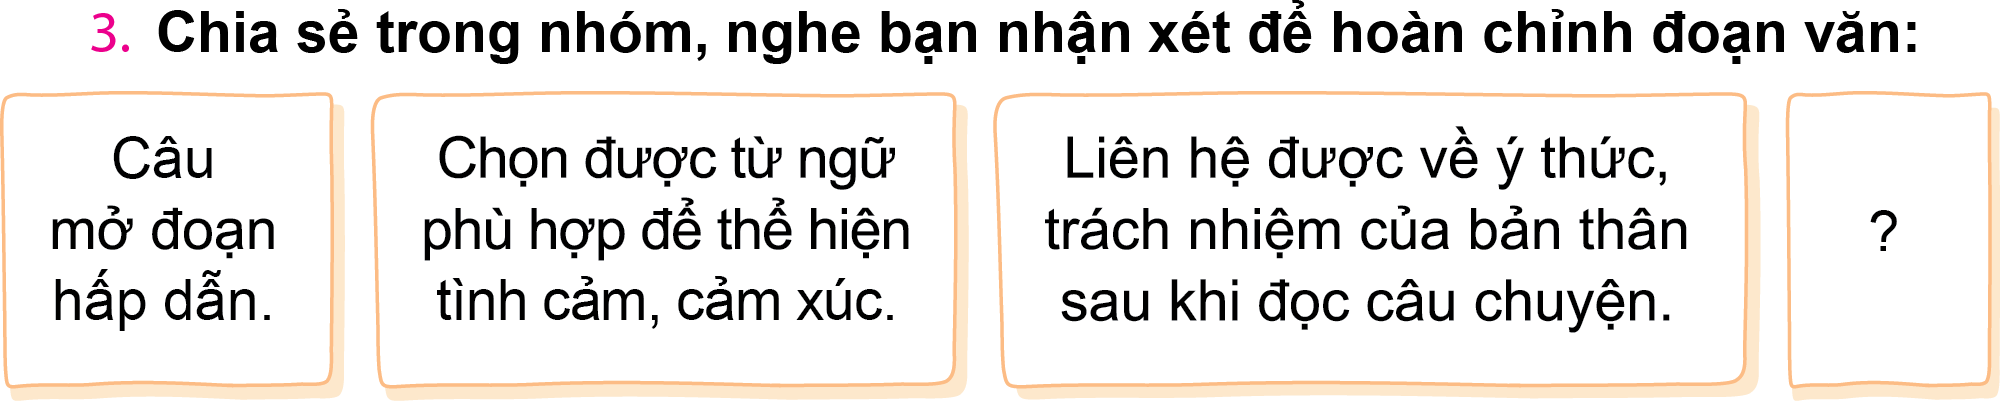 3. Chia sẻ trong nhóm, nghe bạn nhận xét để hoàn chỉnh đoạn văn:
Câu
mở đoạn
hấp dẫn.
Chọn được từ ngữ
phù hợp để thể hiện
tình cảm, cảm xúc.
Liên hệ được về ý thức,
trách nhiệm của bản thân
sau khi đọc câu chuyện.
?